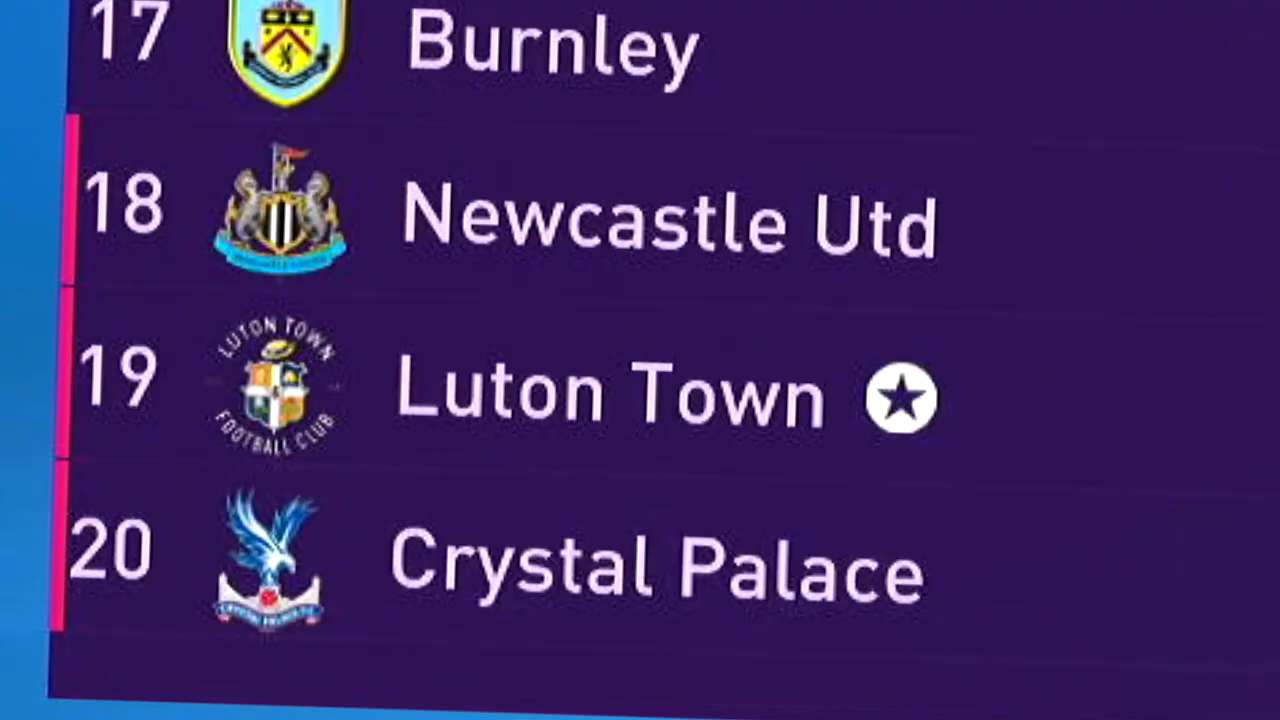 17 Burnley
18 Newcastle Utd
19 LUTON TOWN FOOTBALL CLUB Luton Town
20 Crystal Palace